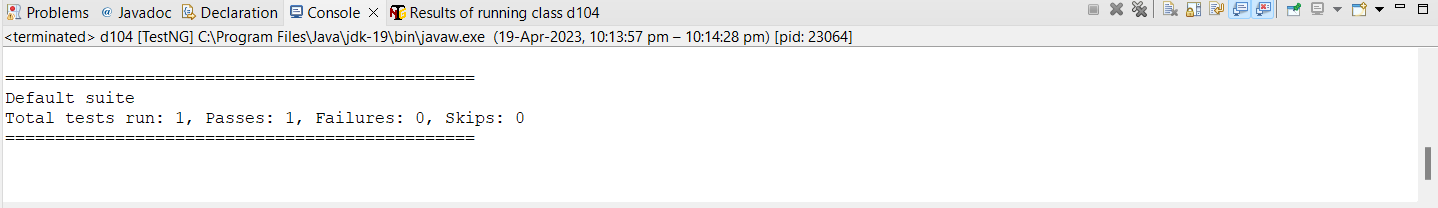 Problems @ Javadoc Declaration Console Results of running class d104
<terminated> d104 [TestNG] C:\Program Files\Java\jdk-19\bin\javaw.exe (19-Apr-2023, 10:13:57 pm – 10:14:28 pm) [pid: 23064]
===============================================
Default suite
Total tests run: 1, Passes: 1, Failures: 0, Skips: 0
===============================================